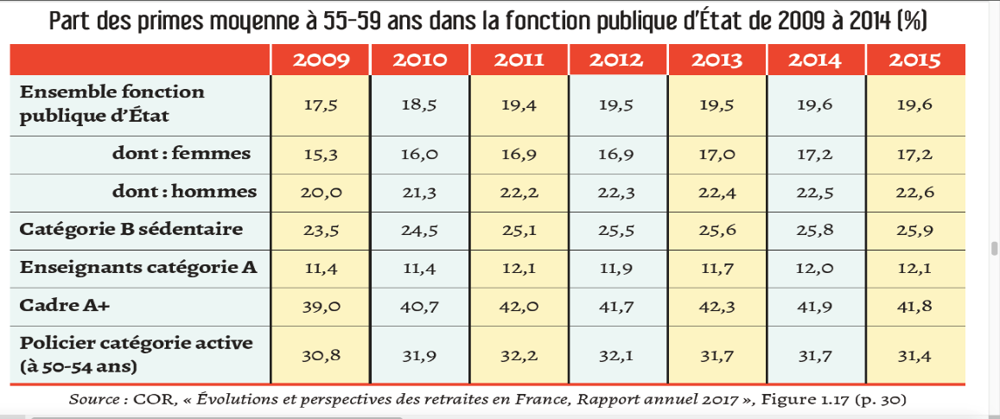 Part des primes moyenne à 55-59 ans dans la fonction publique d'État de 2009 à 2014 (%)
2009 2010 2011 2012 2013 2014 2015
Ensemble fonction
publique d'État 17,5 18,5 19,4 19,5 19,5 19,6 19,6
dont : femmes 15,3 16,0 16,9 16,9 17,0 17,2 17,2
dont : hommes 20,0 21,3 22,2 22,3 22,4 22,5 22,6
Catégorie B sédentaire 23,5 24,5 25,1 25,5 25,6 25,8 25,9
Enseignants catégorie A 11,4 11,4 12,1 11,9 11,7 12,0 12,1
Cadre A+ 39,0 40,7 42,0 41,7 42,3 41,9 41,8
Policier catégorie active
(à 50-54 ans) 30,8 31,9 32,2 32,1 31,7 31,7 31,4
Source : COR, « Évolutions et perspectives des retraites en France, Rapport annuel 2017 », Figure 1.17 (p. 30)